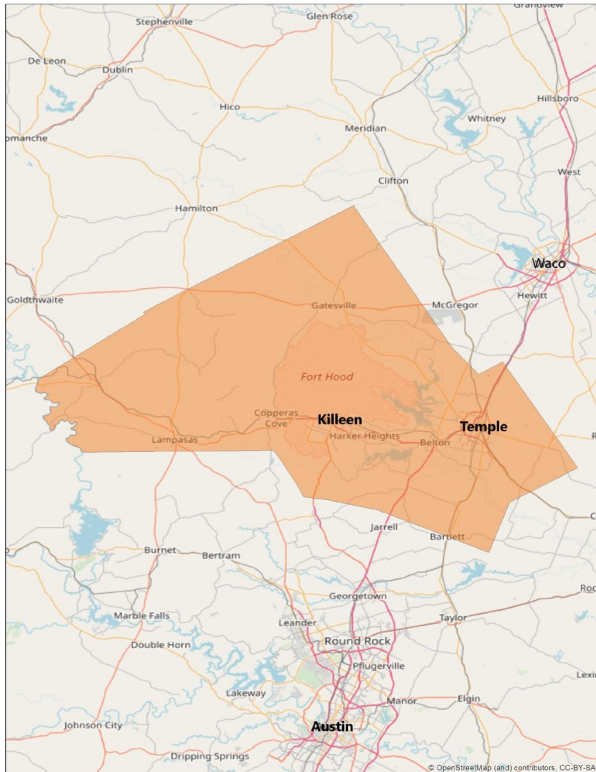 Grandview
Stephenville
Glen Rose
De Leon
Dublin
Hillsboro
Hico
Whitney
omanche
Meridian
West
Clifton
Hamilton
Waco
Hewitt
Goldthwaite
Gatesville
McGregor
Fort Hood
Copperas
Cove
Killeen
Temple
Lampasas
Harker Heights
Belton
R
C
Jarrell
Bartlett
Burnet
Bertram
Georgetown
Roc
Marble Falls
Leander
Taylor
Double Horn
Round Rock
Pflugerville
Lexin
Lakeway
Manor
Elgin
Johnson City
Austin
Dripping Springs
© OpenStreetMap (and) contributors, CC-BY-SA